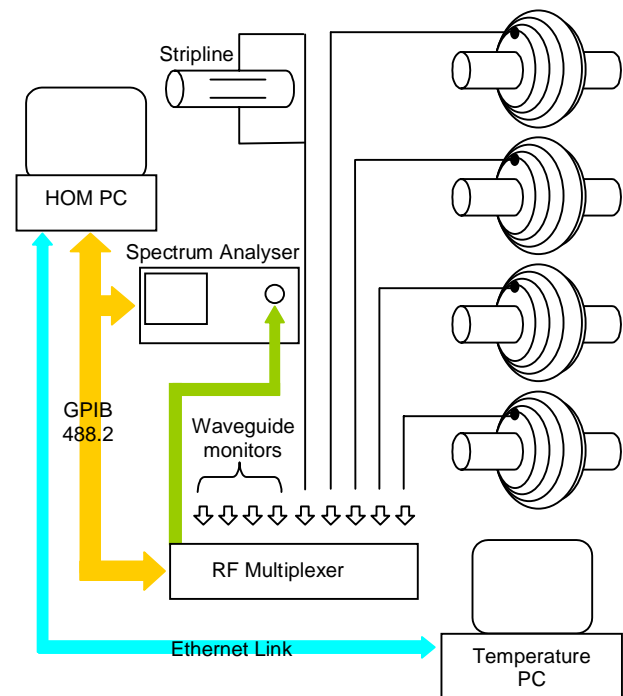 Stripline
HOM PC
Spectrum Analyser
GPIB
488.2
Waveguide
monitors
RF Multiplexer
Ethernet Link
Temperature
PC